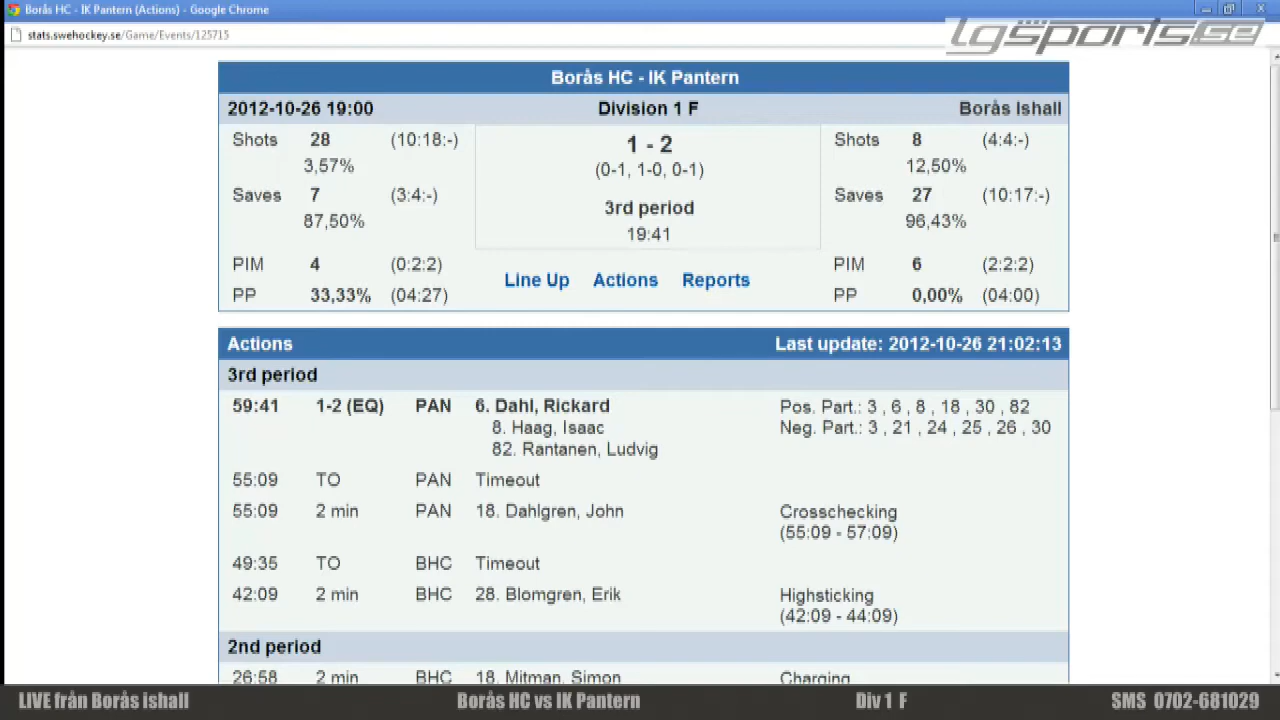 Borås HC - IK Pantern (Actions) - Google Chrome
stats.swehockey.se/Game/Events/125715
lgsports.se
Borås HC - IK Pantern
2012-10-26 19:00 Division 1 F Borås Ishall
Shots 28 (10:18:-) 1 - 2 Shots 8 (4:4:-)
3,57% (0-1, 1-0, 0-1) 12,50%
Saves 7 (3:4:-) 3rd period Saves 27 (10:17:-)
87,50% 19:41 96,43%
PIM 4 (0:2:2) Line Up Actions Reports PIM 6 (2:2:2)
PP 33,33% (04:27) PP 0,00% (04:00)
Actions Last update: 2012-10-26 21:02:13
3rd period
59:41 1-2 (EQ) PAN 6. Dahl, Rickard Pos. Part.: 3 , 6 , 8 , 18 , 30 , 82
8. Haag, Isaac Neg. Part.: 3 , 21 , 24 , 25 , 26 , 30
82. Rantanen, Ludvig
55:09 TO PAN Timeout
55:09 2 min PAN 18. Dahlgren, John Crosschecking
(55:09 - 57:09)
49:35 TO BHC Timeout
42:09 2 min BHC 28. Blomgren, Erik Highsticking
(42:09 - 44:09)
2nd period
26:58 2 min BHC 18. Mitman, Simon Charging
LIVE från Borås ishall Borås HC vs IK Pantern Div 1 F SMS 0702-681029